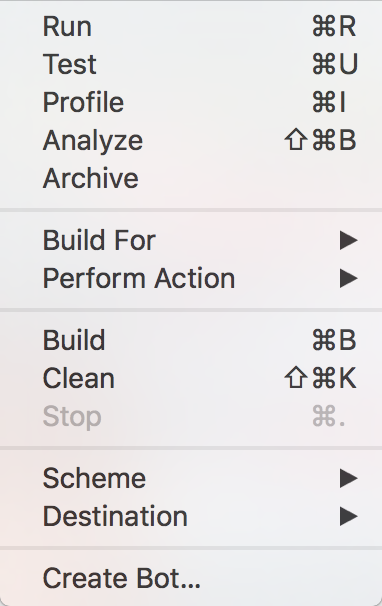 Run ⌘R
Test ⌘U
Profile ⌘I
Analyze ⇧⌘B
Archive
Build For ▶
Perform Action ▶
Build ⌘B
Clean ⇧⌘K
Stop ⌘.
Scheme ▶
Destination ▶
Create Bot...